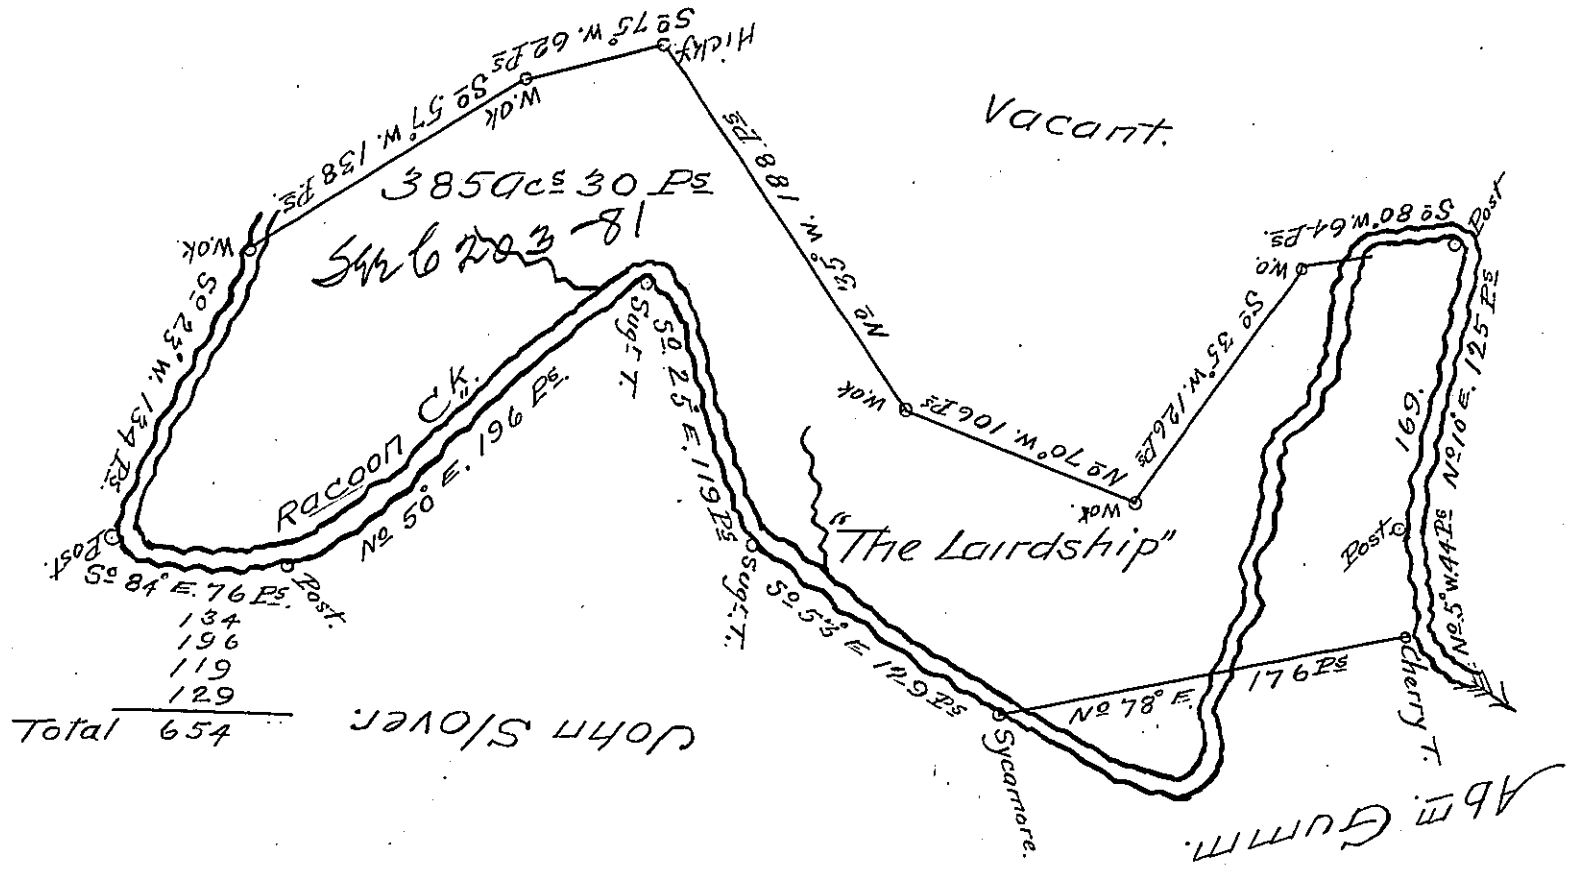 So 75° W. 62 Ps
Hicky.
W.ok
So 57° W. 138 Ps.
Vacant.
385 Acs 30 Ps
No 35° W. 188 Ps
W.ok
So 23° W. 134 Ps
Post.
So 84° E. 76 Ps.
134
196
119
129
Total 654
Post.
Racoon Ck.
No 50° E. 196 Ps.
Sugr. T.
So 25° E. 119 Ps
Sugr. T.
"The Lairdship"
So 53° E 129 Ps
Sycamore.
No 78° E. 176 Ps
Cherry T.
No 5° W. 44 Ps
Post
169.
No 10° E. 125 Ps
Post
So 80° W. 64 Ps.
W.o.
So 35° W. 126 Ps
W.ok.
No 70° W. 106 Ps
W.ok
John Slover.
Abm. Gumm.